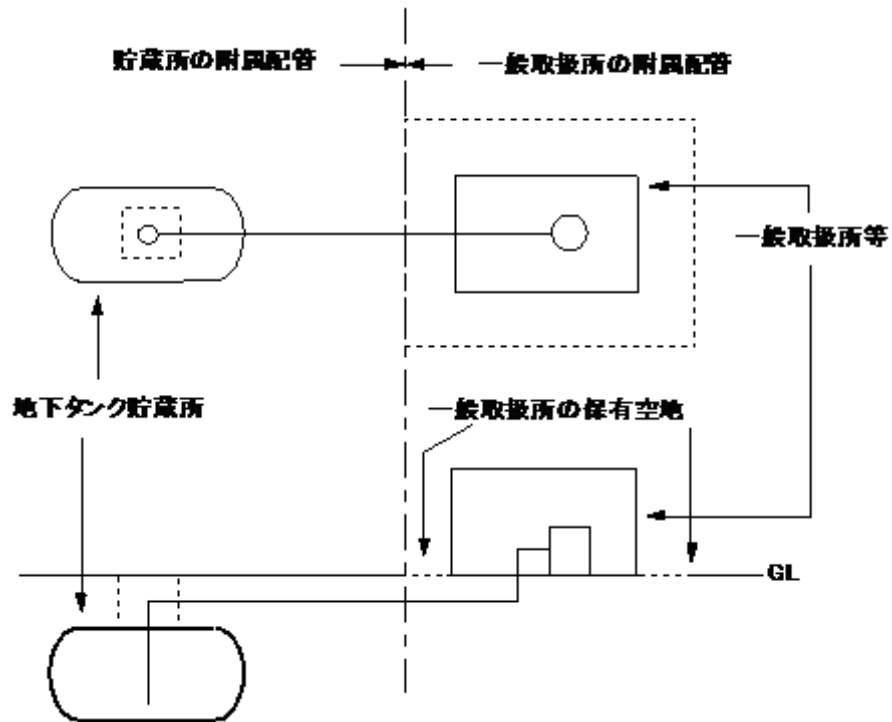 貯蔵所の附属配管
一般取扱所の附属配管
一般取扱所等
地下タンク貯蔵所
一般取扱所の保有空地
GL